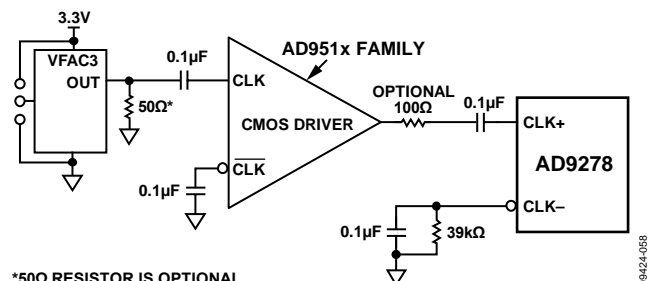 3.3V
VFAC3
OUT
50Ω*
0.1µF
CLK
AD951x FAMILY
CMOS DRIVER
CLK
0.1µF
OPTIONAL
100Ω
0.1µF
CLK+
AD9278
CLK–
0.1µF
39kΩ
*50Ω RESISTOR IS OPTIONAL
09424-058